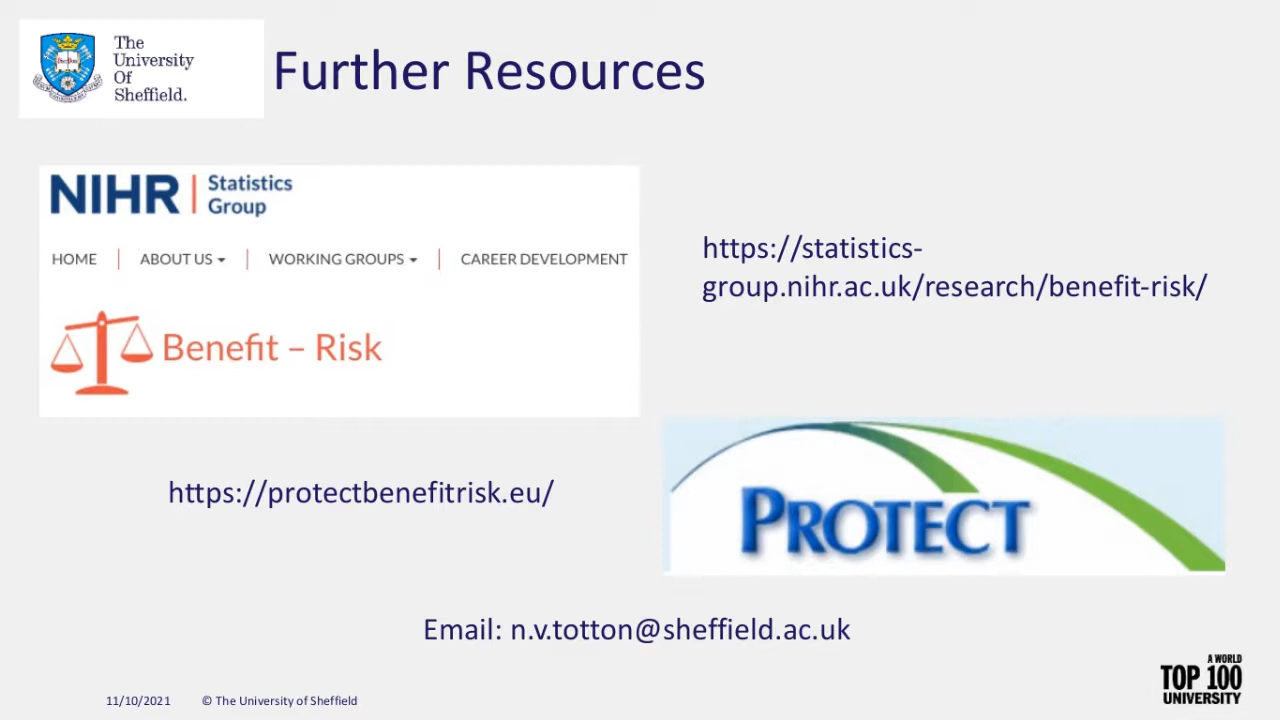 The
University
Of
Sheffield.
Further Resources
NIHR | Statistics
Group
HOME | ABOUT US | WORKING GROUPS | CAREER DEVELOPMENT
Benefit – Risk
https://statistics-
group.nihr.ac.uk/research/benefit-risk/
https://protectbenefitrisk.eu/
PROTECT
Email: n.v.totton@sheffield.ac.uk
A WORLD
TOP 100
UNIVERSITY
11/10/2021 © The University of Sheffield